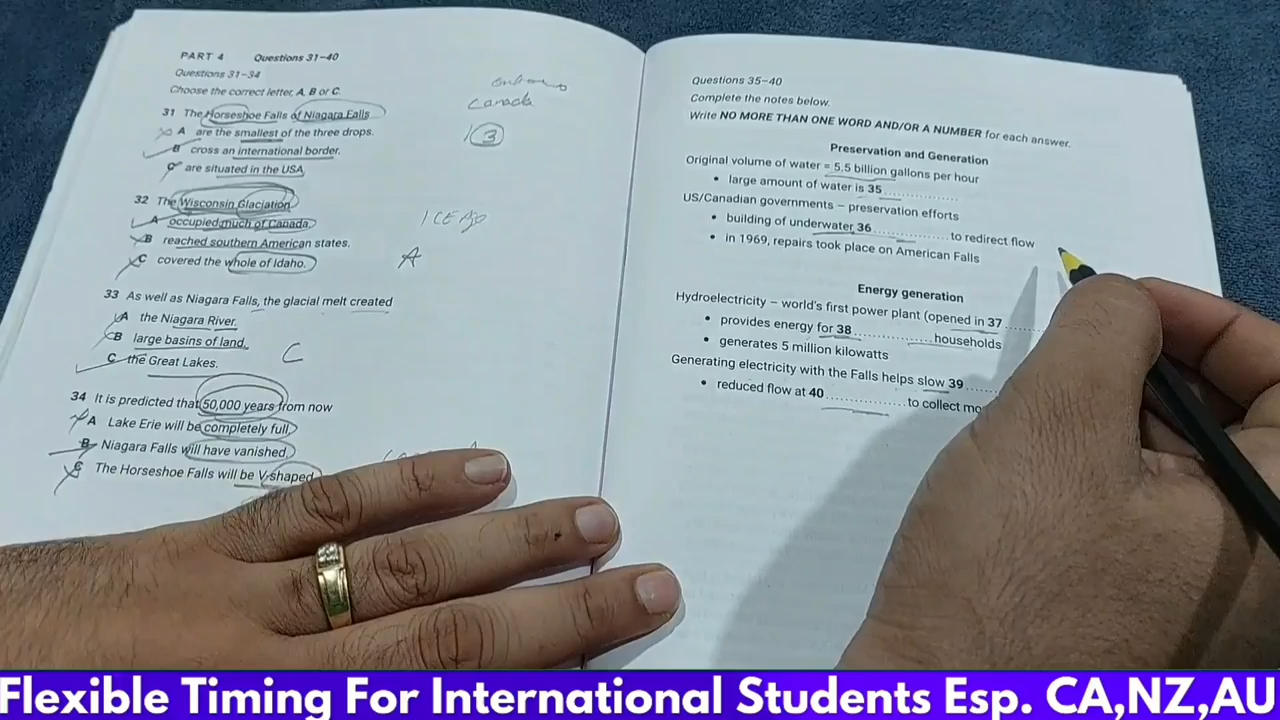 PART 4 Questions 31–40
Questions 31–34
Choose the correct letter, A, B or C.
31 The Horseshoe Falls of Niagara Falls
A are the smallest of the three drops.
B cross an international border.
C are situated in the USA.
32 The Wisconsin Glaciation
A occupied much of Canada.
B reached southern American states.
C covered the whole of Idaho.
33 As well as Niagara Falls, the glacial melt created
A the Niagara River.
B large basins of land.
C the Great Lakes.
34 It is predicted that 50,000 years from now
A Lake Erie will be completely full.
B Niagara Falls will have vanished.
C The Horseshoe Falls will be V-shaped.
Canada
3
ICE Age
A
C
Questions 35–40
Complete the notes below.
Write NO MORE THAN ONE WORD AND/OR A NUMBER for each answer.
Preservation and Generation
Original volume of water = 5.5 billion gallons per hour
• large amount of water is 35 ...............
US/Canadian governments – preservation efforts
• building of underwater 36 ............... to redirect flow
• in 1969, repairs took place on American Falls
Energy generation
Hydroelectricity – world's first power plant (opened in 37 ...............
• provides energy for 38 ............... households
• generates 5 million kilowatts
Generating electricity with the Falls helps slow 39 ...............
• reduced flow at 40 ............... to collect
Flexible Timing For International Students Esp. CA,NZ,AU